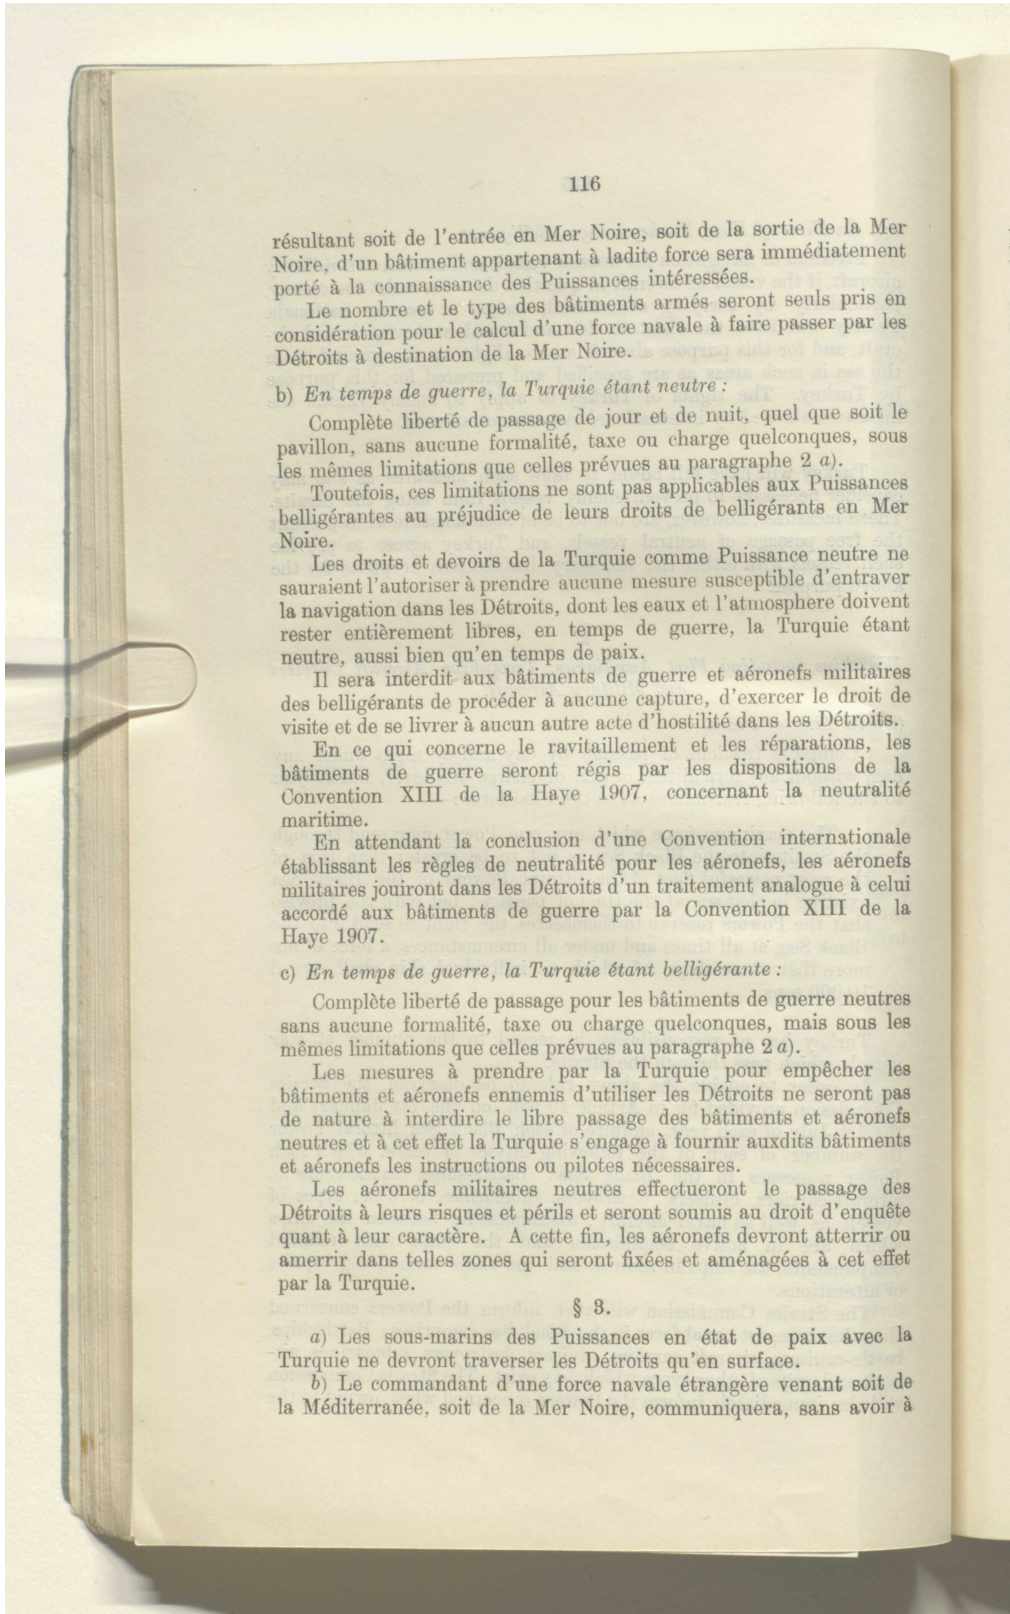 116
résultant soit de l'entrée en Mer Noire, soit de la sortie de la Mer
Noire, d'un bâtiment appartenant à ladite force sera immédiatement
porté à la connaissance des Puissances intéressées.
Le nombre et le type des bâtiments armés seront seuls pris en
considération pour le calcul d'une force navale à faire passer par les
Détroits à destination de la Mer Noire.
b) En temps de guerre, la Turquie étant neutre :
Complète liberté de passage de jour et de nuit, quel que soit le
pavillon, sans aucune formalité, taxe ou charge quelconques, sous
les mêmes limitations que celles prévues au paragraphe 2 a).
Toutefois, ces limitations ne sont pas applicables aux Puissances
belligérantes au préjudice de leurs droits de belligérants en Mer
Noire.
Les droits et devoirs de la Turquie comme Puissance neutre ne
sauraient l'autoriser à prendre aucune mesure susceptible d'entraver
la navigation dans les Détroits, dont les eaux et l'atmosphere doivent
rester entièrement libres, en temps de guerre, la Turquie étant
neutre, aussi bien qu'en temps de paix.
Il sera interdit aux bâtiments de guerre et aéronefs militaires
des belligérants de procéder à aucune capture, d'exercer le droit de
visite et de se livrer à aucun autre acte d'hostilité dans les Détroits.
En ce qui concerne le ravitaillement et les réparations, les
bâtiments de guerre seront régis par les dispositions de la
Convention XIII de la Haye 1907, concernant la neutralité
maritime.
En attendant la conclusion d'une Convention internationale
établissant les règles de neutralité pour les aéronefs, les aéronefs
militaires jouiront dans les Détroits d'un traitement analogue à celui
accordé aux bâtiments de guerre par la Convention XIII de la
Haye 1907.
c) En temps de guerre, la Turquie étant belligérante :
Complète liberté de passage pour les bâtiments de guerre neutres
sans aucune formalité, taxe ou charge quelconques, mais sous les
mêmes limitations que celles prévues au paragraphe 2 a).
Les mesures à prendre par la Turquie pour empêcher les
bâtiments et aéronefs ennemis d'utiliser les Détroits ne seront pas
de nature à interdire le libre passage des bâtiments et aéronefs
neutres et à cet effet la Turquie s'engage à fournir auxdits bâtiments
et aéronefs les instructions ou pilotes nécessaires.
Les aéronefs militaires neutres effectueront le passage des
Détroits à leurs risques et périls et seront soumis au droit d'enquête
quant à leur caractère. A cette fin, les aéronefs devront atterrir ou
amerrir dans telles zones qui seront fixées et aménagées à cet effet
par la Turquie.
§ 3.
a) Les sous-marins des Puissances en état de paix avec la
Turquie ne devront traverser les Détroits qu'en surface.
b) Le commandant d'une force navale étrangère venant soit de
la Méditerranée, soit de la Mer Noire, communiquera, sans avoir à